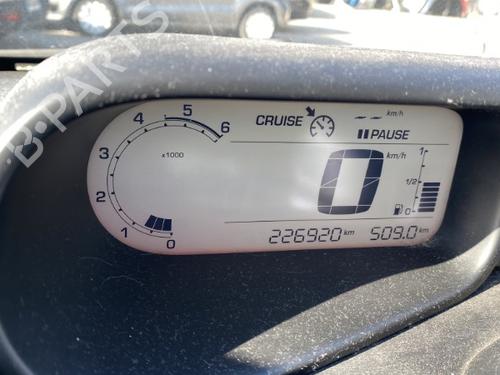 CRUISE -- km/h
PAUSE
km/h
0
x1000
0 1 2 3 4 5 6
1
1/2
0
226920 km 509.0 km
B-PARTS